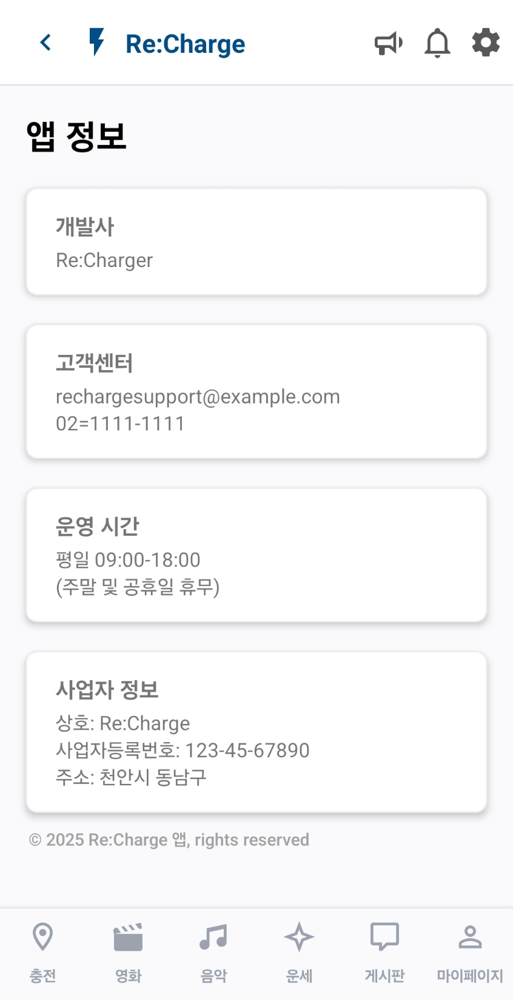 Re:Charge
앱 정보
개발사
Re:Charger
고객센터
rechargesupport@example.com
02=1111-1111
운영 시간
평일 09:00-18:00
(주말 및 공휴일 휴무)
사업자 정보
상호: Re:Charge
사업자등록번호: 123-45-67890
주소: 천안시 동남구
© 2025 Re:Charge 앱, rights reserved
충전 영화 음악 운세 게시판 마이페이지